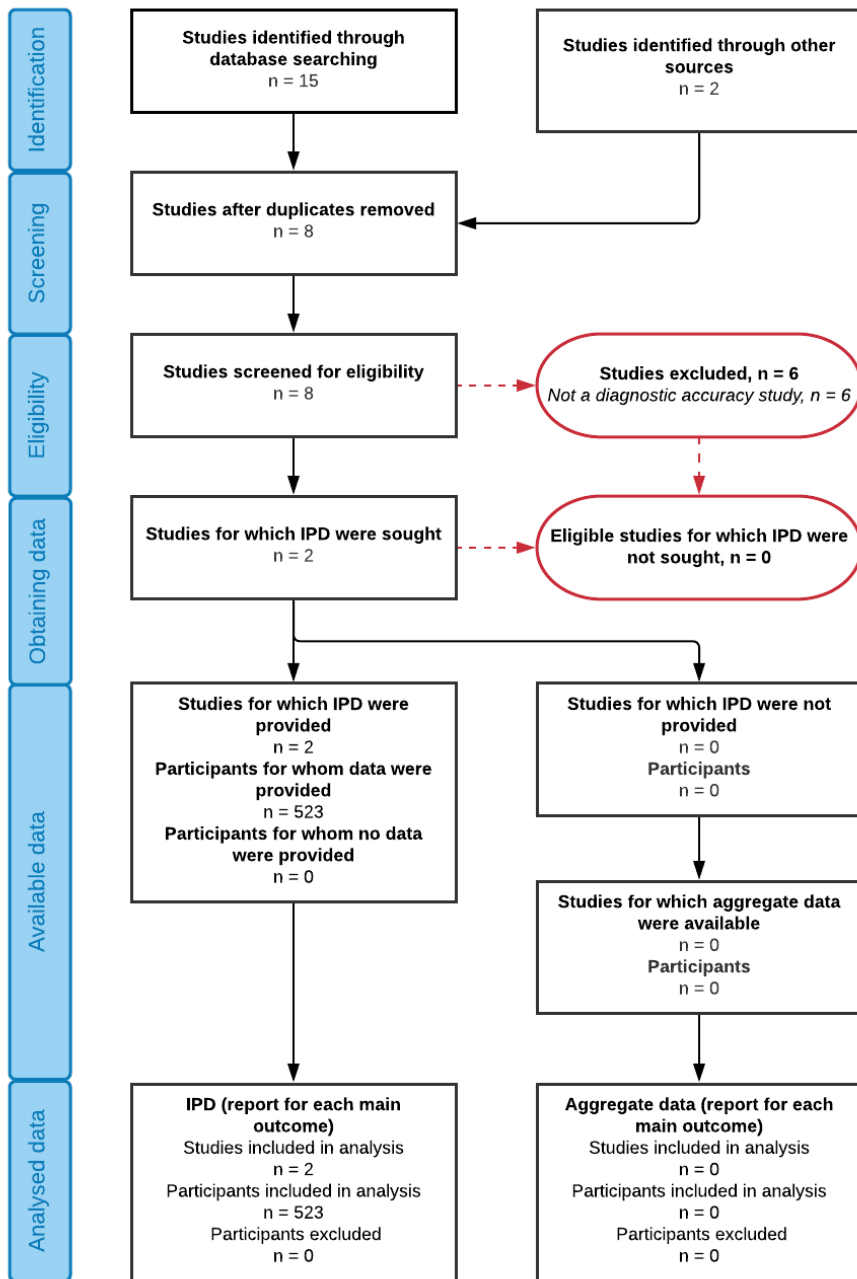 Identification
Studies identified through
database searching
n = 15
Studies identified through other
sources
n = 2
Screening
Studies after duplicates removed
n = 8
Eligibility
Studies screened for eligibility
n = 8
Studies excluded, n = 6
Not a diagnostic accuracy study, n = 6
Obtaining data
Studies for which IPD were sought
n = 2
Eligible studies for which IPD were
not sought, n = 0
Available data
Studies for which IPD were
provided
n = 2
Participants for whom data were
provided
n = 523
Participants for whom no data
were provided
n = 0
Studies for which IPD were not
provided
n = 0
Participants
n = 0
Studies for which aggregate data
were available
n = 0
Participants
n = 0
Analysed data
IPD (report for each main
outcome)
Studies included in analysis
n = 2
Participants included in analysis
n = 523
Participants excluded
n = 0
Aggregate data (report for each
main outcome)
Studies included in analysis
n = 0
Participants included in analysis
n = 0
Participants excluded
n = 0